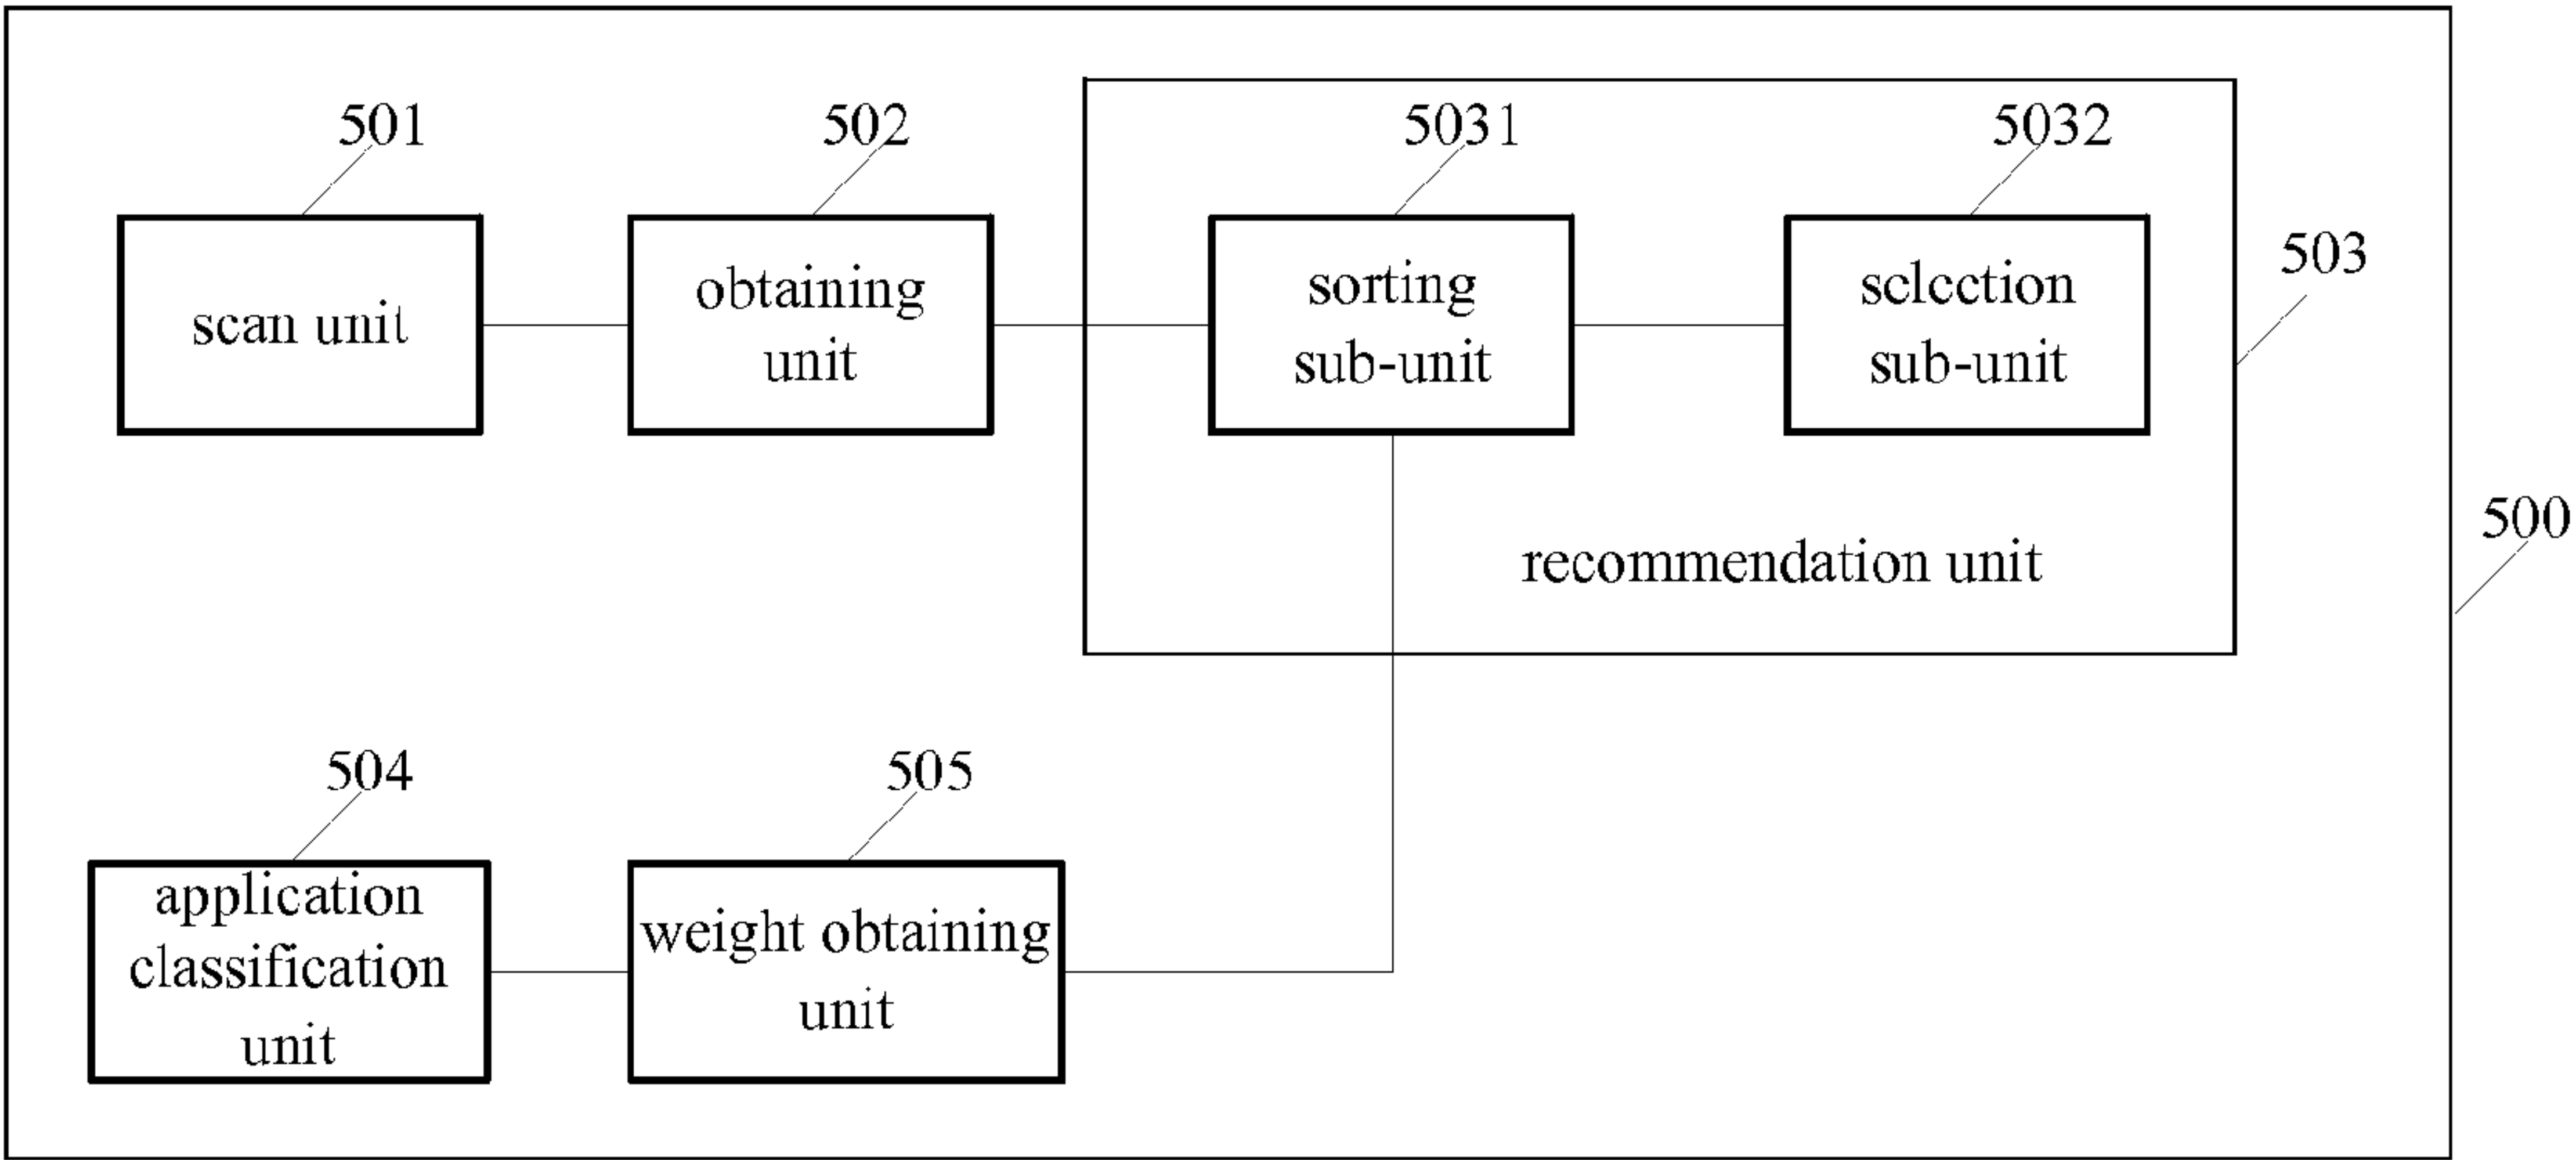 501
502
5031
5032
503
scan unit
obtaining
unit
sorting
sub-unit
selection
sub-unit
recommendation unit
500
504
505
application
classification
unit
weight obtaining
unit